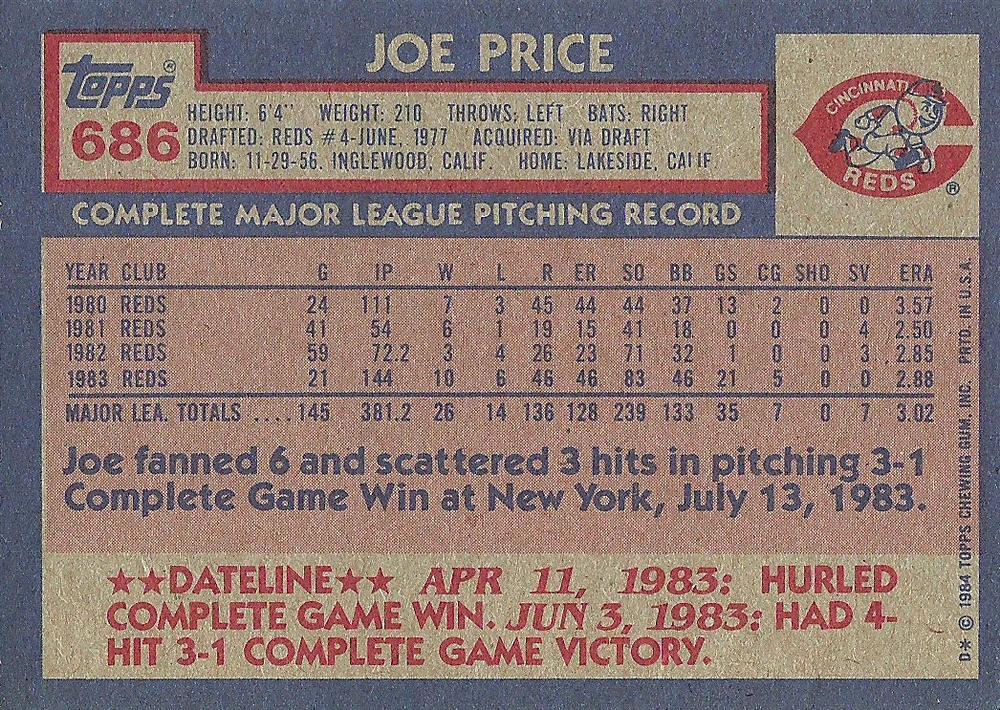 JOE PRICE
Topps®
686
HEIGHT: 6'4" WEIGHT: 210 THROWS: LEFT BATS: RIGHT
DRAFTED: REDS #4-JUNE, 1977 ACQUIRED: VIA DRAFT
BORN: 11-29-56, INGLEWOOD, CALIF. HOME: LAKESIDE, CALIF.
CINCINNATI
REDS
®
COMPLETE MAJOR LEAGUE PITCHING RECORD
YEAR CLUB G IP W L R ER SO BB GS CG SHO SV ERA
1980 REDS 24 111 7 3 45 44 44 37 13 2 0 0 3.57
1981 REDS 41 54 6 1 19 15 41 18 0 0 0 4 2.50
1982 REDS 59 72.2 3 4 26 23 71 32 1 0 0 3 2.85
1983 REDS 21 144 10 6 46 46 83 46 21 5 0 0 2.88
MAJOR LEA. TOTALS ....145 381.2 26 14 136 128 239 133 35 7 0 7 3.02
Joe fanned 6 and scattered 3 hits in pitching 3-1
Complete Game Win at New York, July 13, 1983.
★★DATELINE★★ APR 11, 1983: HURLED
COMPLETE GAME WIN. JUN 3, 1983: HAD 4-
HIT 3-1 COMPLETE GAME VICTORY.
D* © 1984 TOPPS CHEWING GUM, INC. PRTD. IN U.S.A.